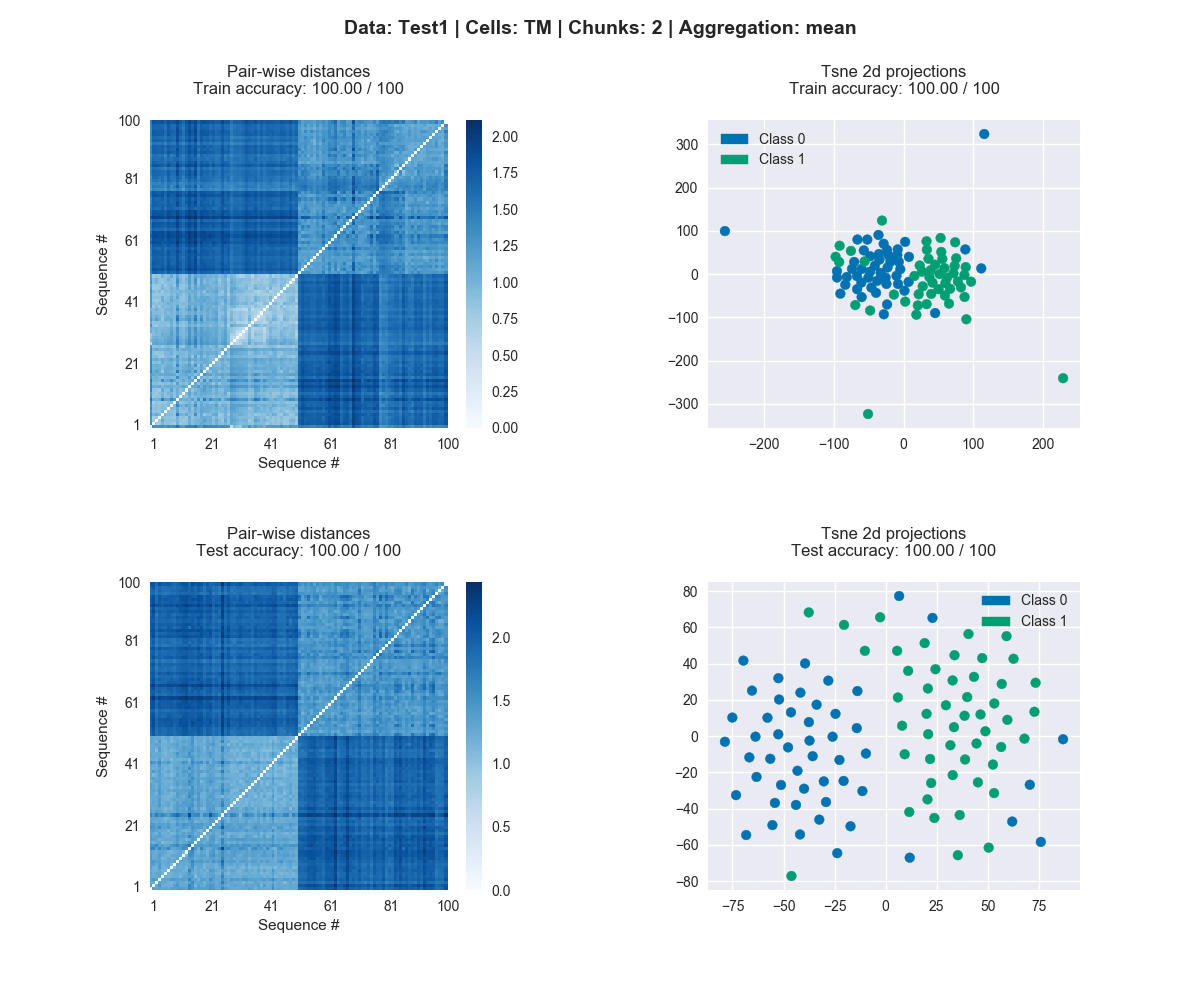 Data: Test1 | Cells: TM | Chunks: 2 | Aggregation: mean
Pair-wise distances
Train accuracy: 100.00 / 100
100
81
61
41
21
1
Sequence #
1 21 41 61 81 100
Sequence #
2.00
1.75
1.50
1.25
1.00
0.75
0.50
0.25
0.00
Tsne 2d projections
Train accuracy: 100.00 / 100
Class 0
Class 1
300
200
100
0
−100
−200
−300
−200 −100 0 100 200
Pair-wise distances
Test accuracy: 100.00 / 100
100
81
61
41
21
1
Sequence #
1 21 41 61 81 100
Sequence #
2.0
1.5
1.0
0.5
0.0
Tsne 2d projections
Test accuracy: 100.00 / 100
Class 0
Class 1
80
60
40
20
0
−20
−40
−60
−80
−75 −50 −25 0 25 50 75